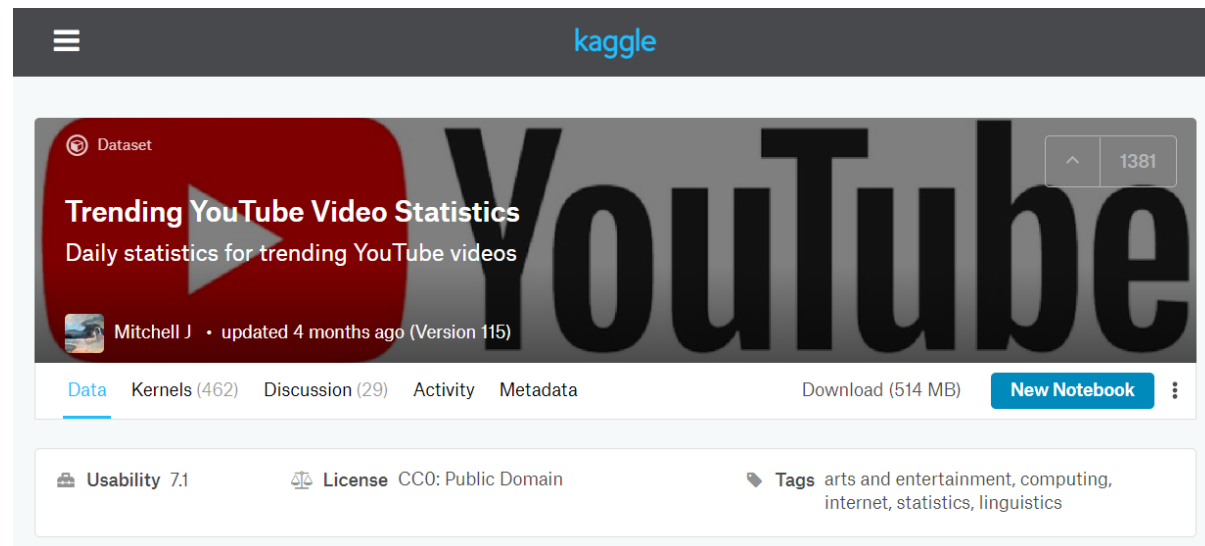 kaggle
Dataset
1381
YouTube
Trending YouTube Video Statistics
Daily statistics for trending YouTube videos
Mitchell J • updated 4 months ago (Version 115)
Data Kernels (462) Discussion (29) Activity Metadata Download (514 MB) New Notebook
Usability 7.1 License CC0: Public Domain Tags arts and entertainment, computing,
internet, statistics, linguistics